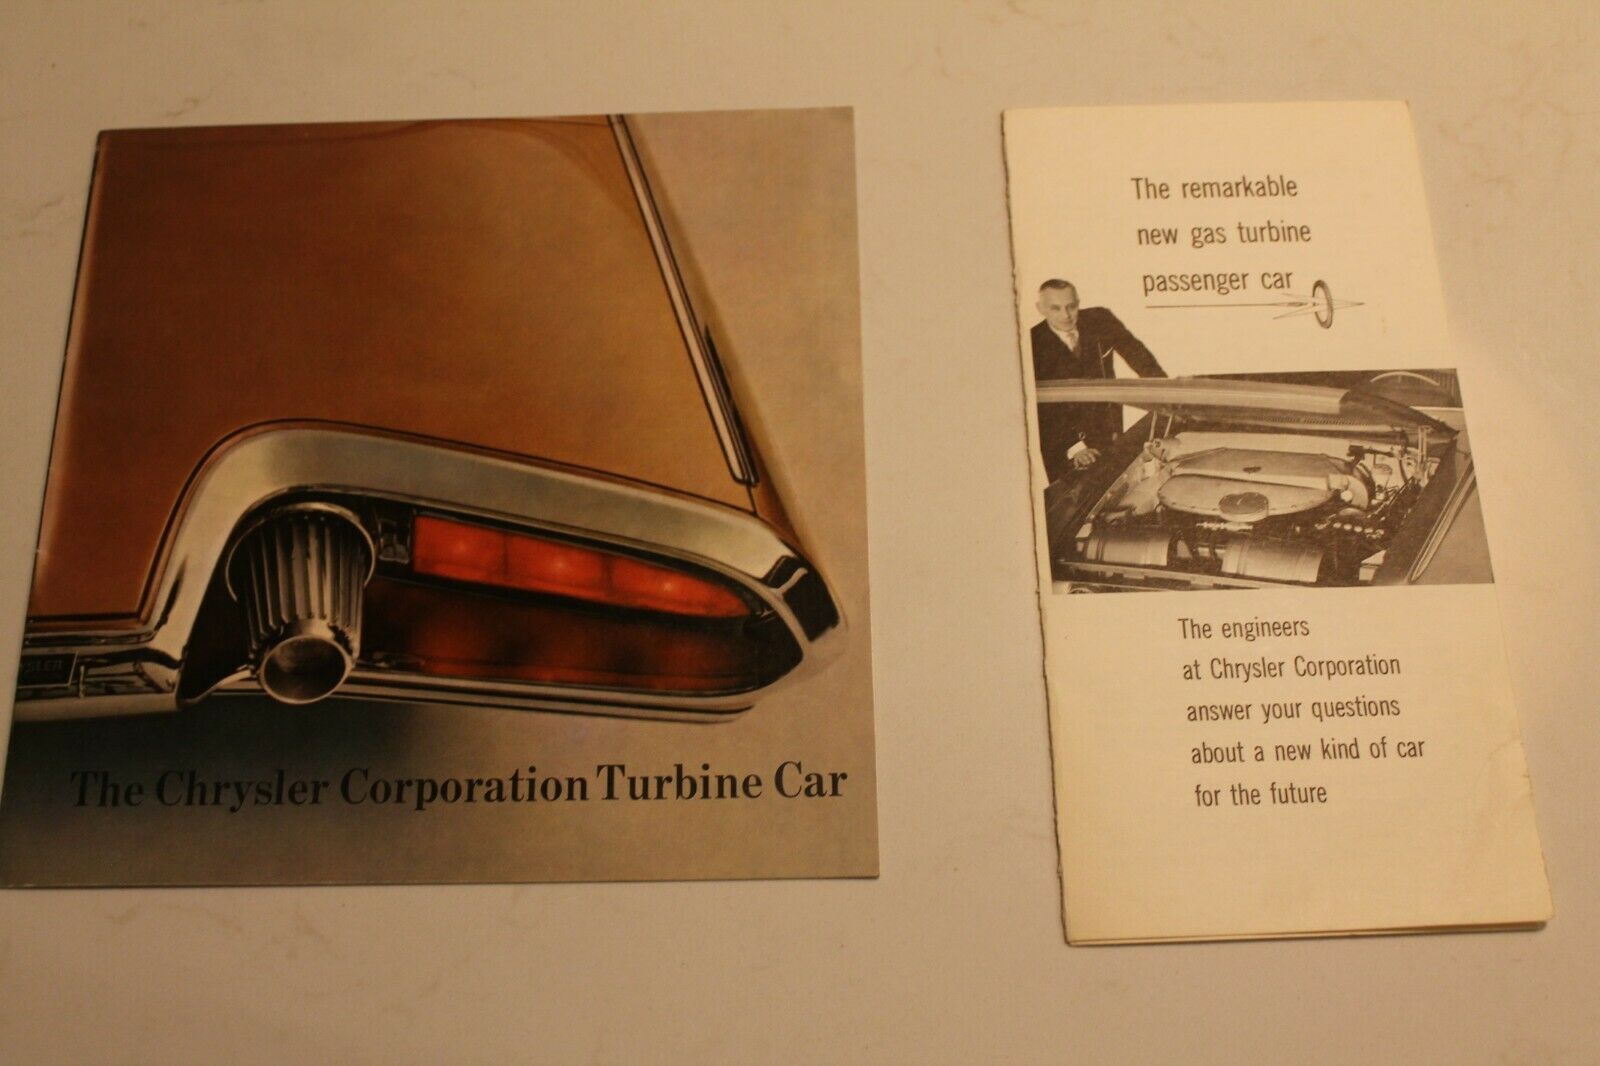 YSLER
The Chrysler Corporation Turbine Car
The remarkable
new gas turbine
passenger car
The engineers
at Chrysler Corporation
answer your questions
about a new kind of car
for the future